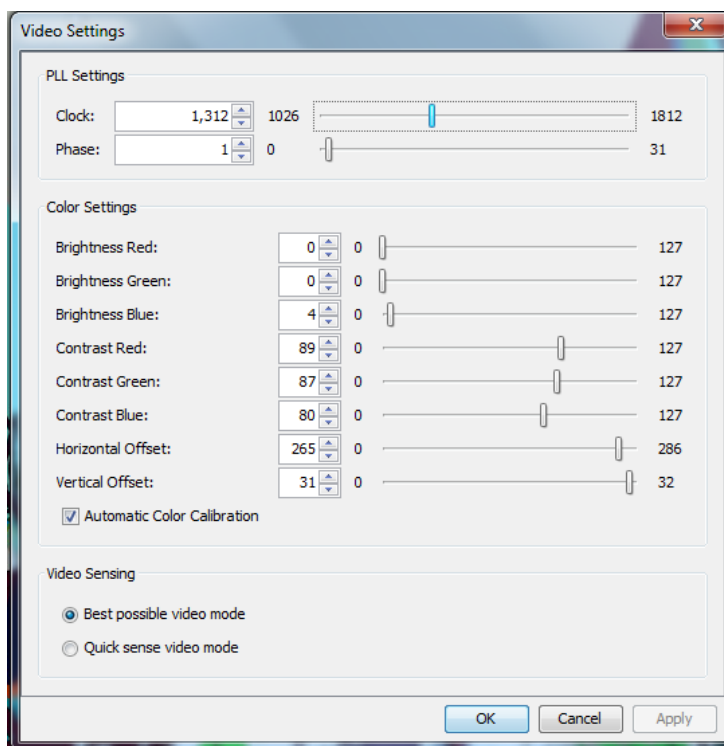 Video Settings
PLL Settings
Clock: 1,312 1026 1812
Phase: 1 0 31
Color Settings
Brightness Red: 0 0 127
Brightness Green: 0 0 127
Brightness Blue: 4 0 127
Contrast Red: 89 0 127
Contrast Green: 87 0 127
Contrast Blue: 80 0 127
Horizontal Offset: 265 0 286
Vertical Offset: 31 0 32
Automatic Color Calibration
Video Sensing
Best possible video mode
Quick sense video mode
OK Cancel Apply